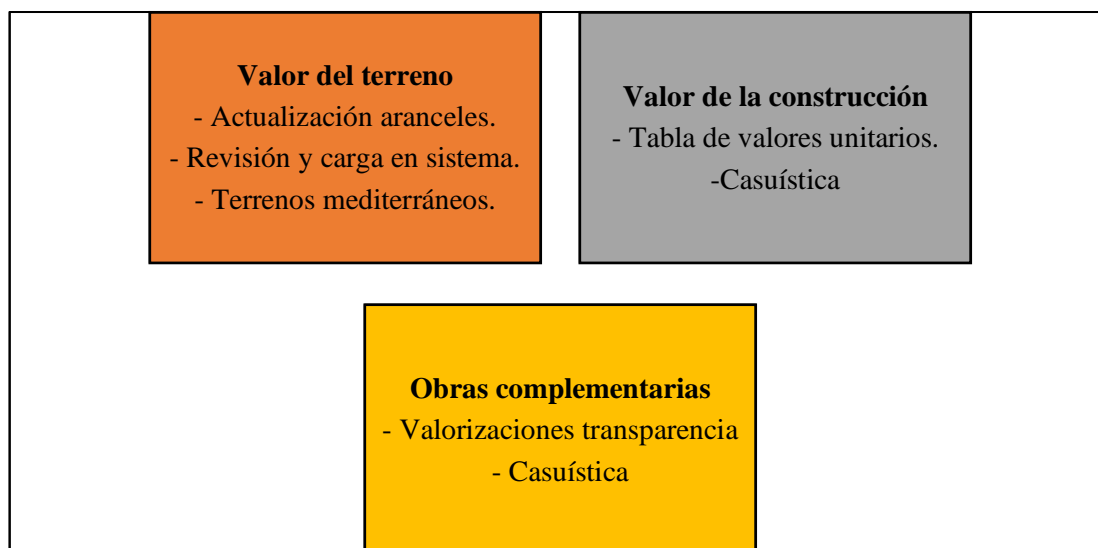 Valor del terreno
- Actualización aranceles.
- Revisión y carga en sistema.
- Terrenos mediterráneos.
Valor de la construcción
- Tabla de valores unitarios.
-Casuística
Obras complementarias
- Valorizaciones transparencia
- Casuística